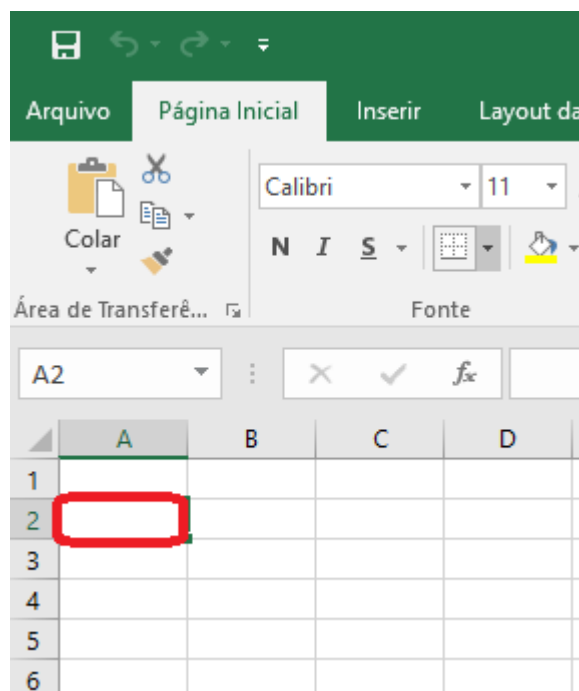 Arquivo Página Inicial Inserir Layout da
Calibri 11
Colar
N I S
Área de Transferê... Fonte
A2 fx
A B C D
1
2
3
4
5
6